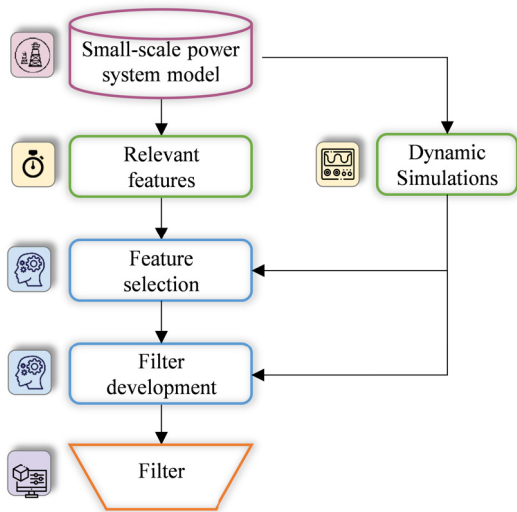 Small-scale power
system model
Relevant
features
Dynamic
Simulations
Feature
selection
Filter
development
Filter